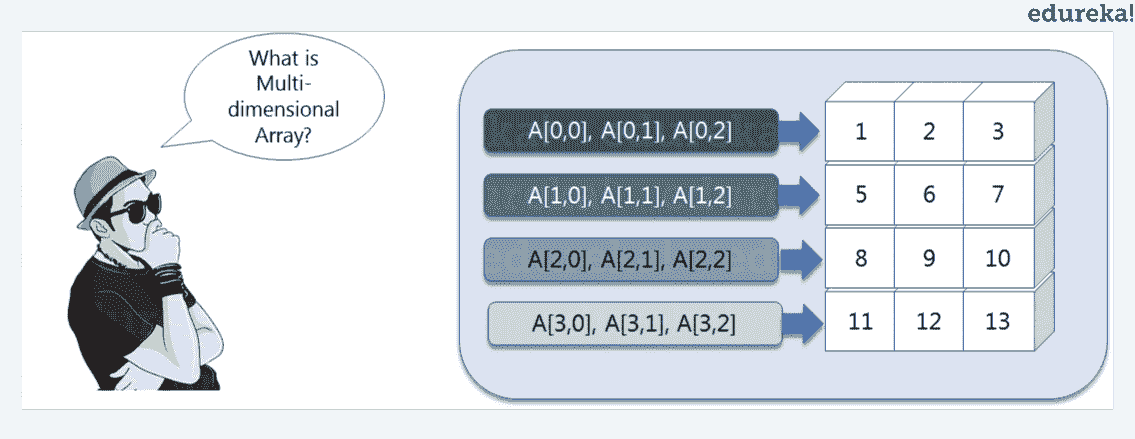 edureka!
What is
Multi-
dimensional
Array?
A[0,0], A[0,1], A[0,2]
1 2 3
A[1,0], A[1,1], A[1,2]
5 6 7
A[2,0], A[2,1], A[2,2]
8 9 10
A[3,0], A[3,1], A[3,2]
11 12 13